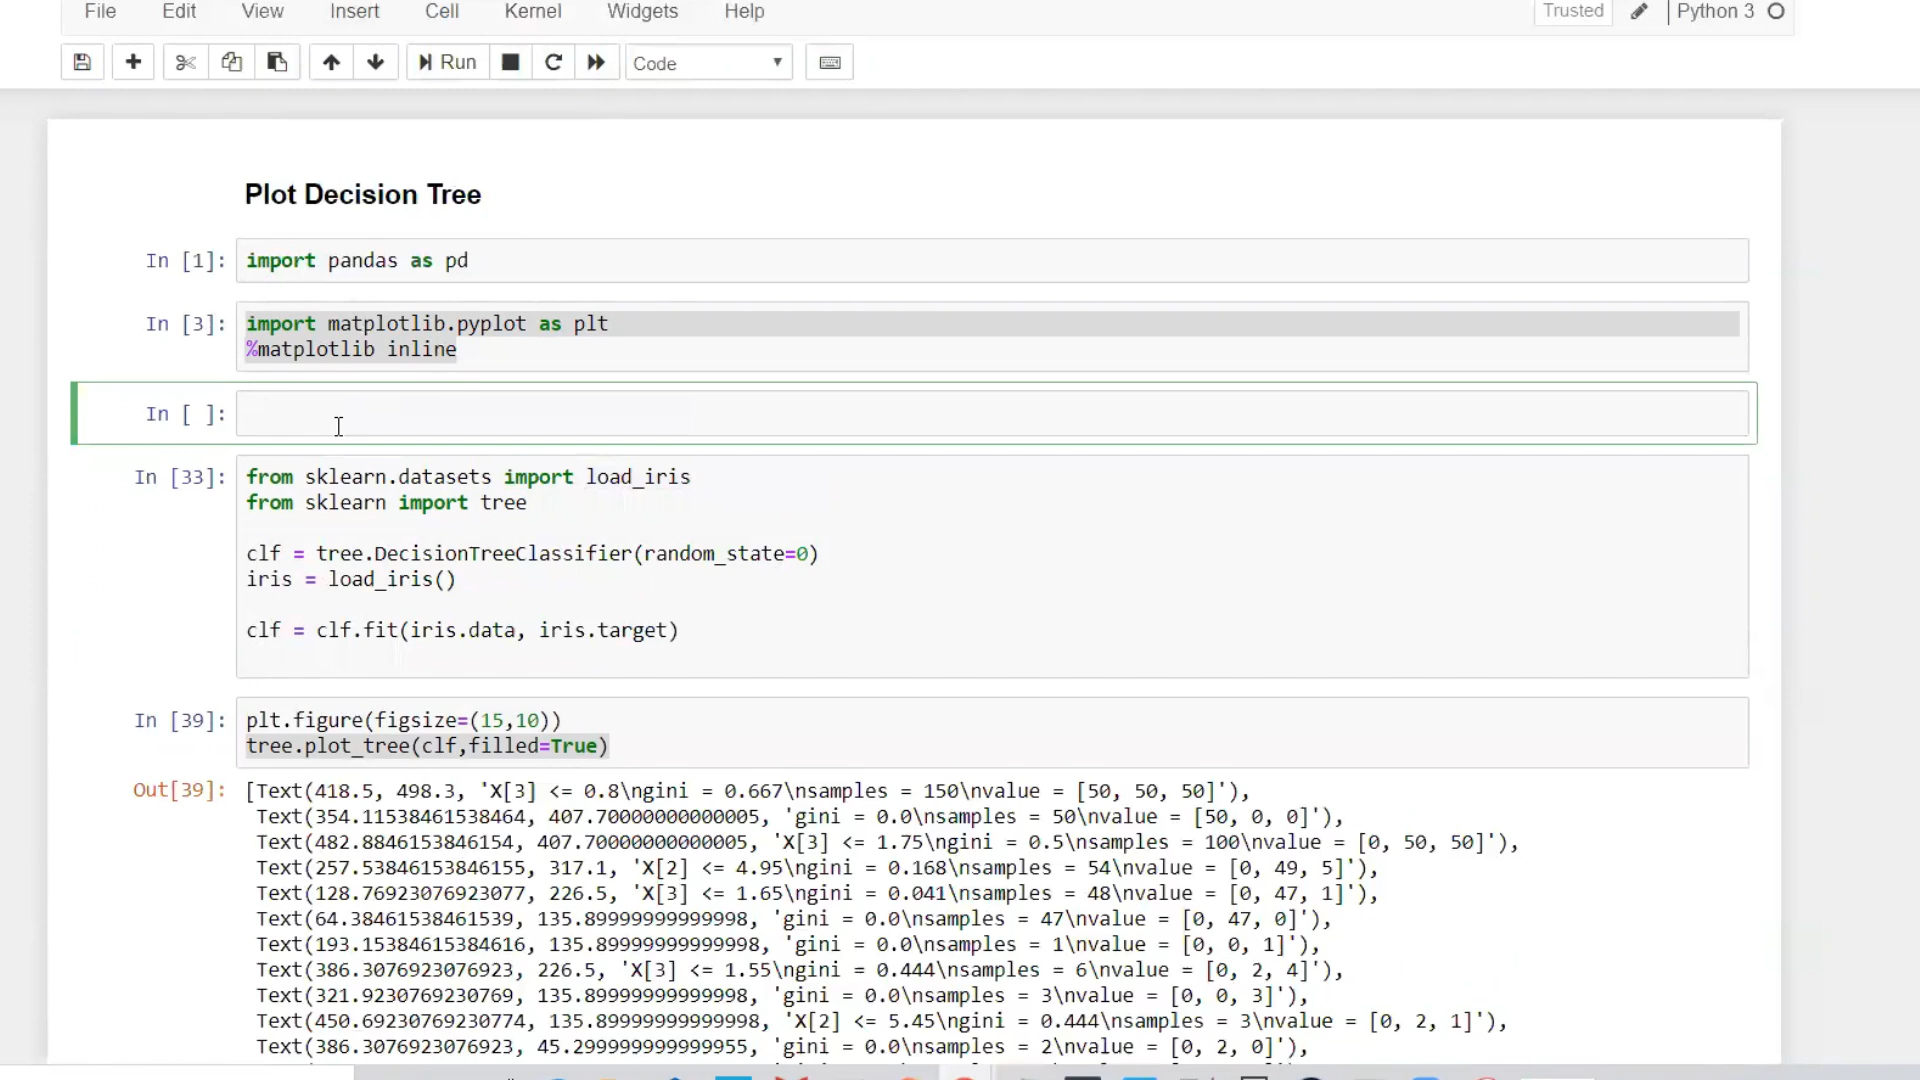 File Edit View Insert Cell Kernel Widgets Help Trusted Python 3
Run Code
Plot Decision Tree
In [1]: import pandas as pd
In [3]: import matplotlib.pyplot as plt
%matplotlib inline
In [ ]:
In [33]: from sklearn.datasets import load_iris
from sklearn import tree
clf = tree.DecisionTreeClassifier(random_state=0)
iris = load_iris()
clf = clf.fit(iris.data, iris.target)
In [39]: plt.figure(figsize=(15,10))
tree.plot_tree(clf,filled=True)
Out[39]: [Text(418.5, 498.3, 'X[3] <= 0.8\ngini = 0.667\nsamples = 150\nvalue = [50, 50, 50]'),
Text(354.11538461538464, 407.70000000000005, 'gini = 0.0\nsamples = 50\nvalue = [50, 0, 0]'),
Text(482.8846153846154, 407.70000000000005, 'X[3] <= 1.75\ngini = 0.5\nsamples = 100\nvalue = [0, 50, 50]'),
Text(257.53846153846155, 317.1, 'X[2] <= 4.95\ngini = 0.168\nsamples = 54\nvalue = [0, 49, 5]'),
Text(128.76923076923077, 226.5, 'X[3] <= 1.65\ngini = 0.041\nsamples = 48\nvalue = [0, 47, 1]'),
Text(64.38461538461539, 135.89999999999998, 'gini = 0.0\nsamples = 47\nvalue = [0, 47, 0]'),
Text(193.15384615384616, 135.89999999999998, 'gini = 0.0\nsamples = 1\nvalue = [0, 0, 1]'),
Text(386.3076923076923, 226.5, 'X[3] <= 1.55\ngini = 0.444\nsamples = 6\nvalue = [0, 2, 4]'),
Text(321.9230769230769, 135.89999999999998, 'gini = 0.0\nsamples = 3\nvalue = [0, 0, 3]'),
Text(450.69230769230774, 135.89999999999998, 'X[2] <= 5.45\ngini = 0.444\nsamples = 3\nvalue = [0, 2, 1]'),
Text(386.3076923076923, 45.299999999999955, 'gini = 0.0\nsamples = 2\nvalue = [0, 2, 0]'),